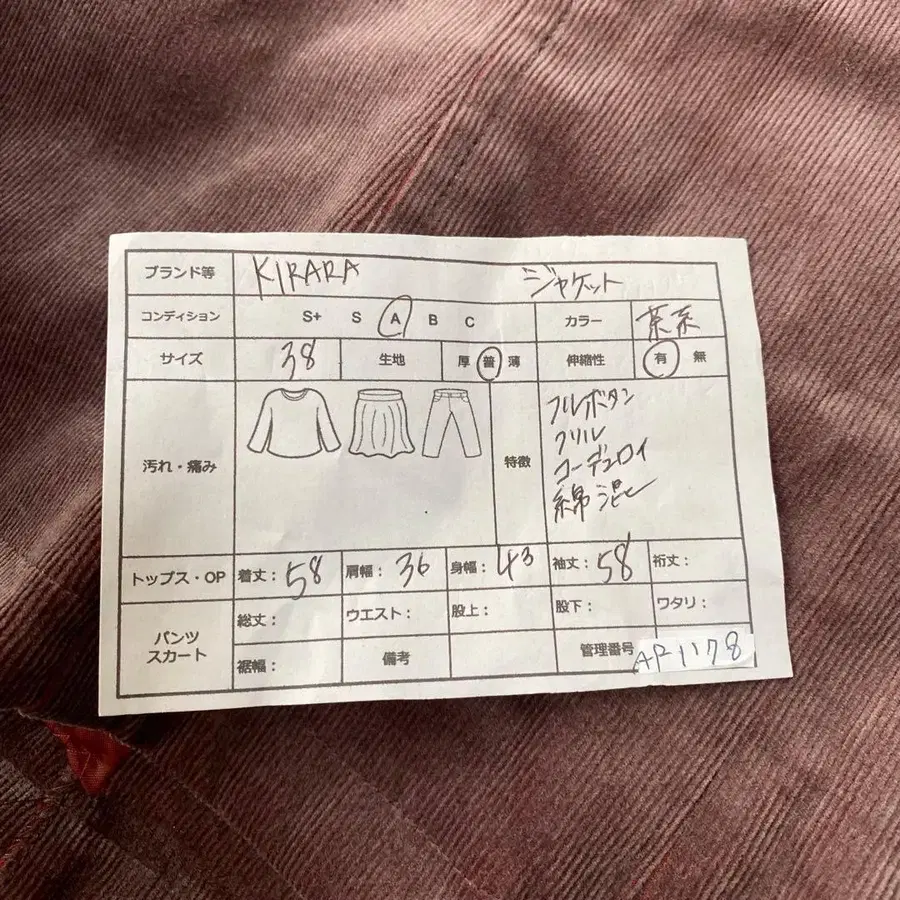 ブランド等 KIRARA ジャケット
コンディション S+ S A B C カラー 茶系
サイズ 38 生地 厚 普 薄 伸縮性 有 無
汚れ・痛み 特徴
フルボタン
フリル
コーデュロイ
綿混
トップス・OP 着丈: 58 肩幅: 36 身幅: 43 袖丈: 58 裄丈:
パンツ スカート
総丈: ウエスト: 股上: 股下: ワタリ:
裾幅: 備考 管理番号 AP1178